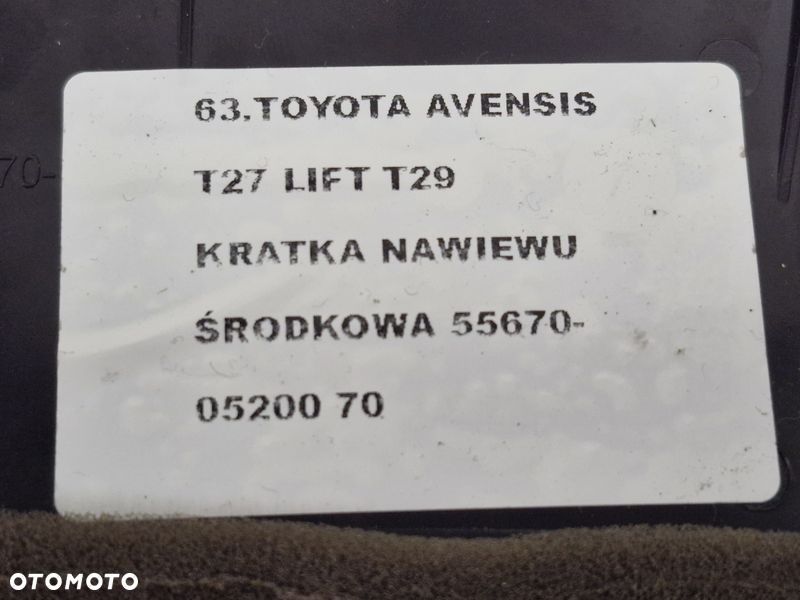 63.TOYOTA AVENSIS
T27 LIFT T29
KRATKA NAWIEWU
ŚRODKOWA 55670-
05200 70
70-
OTOMOTO